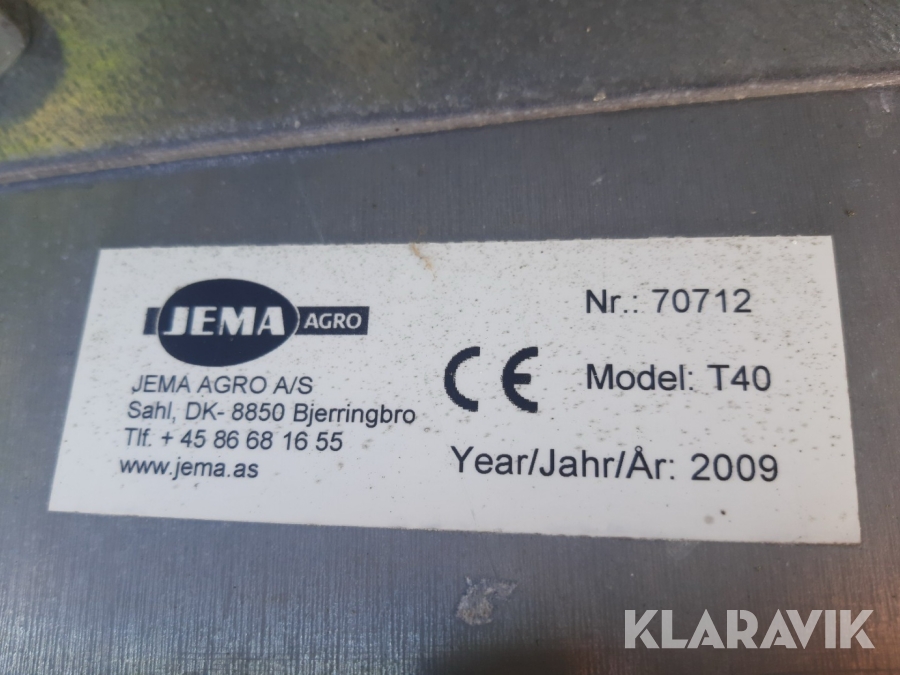 JEMA AGRO
JEMA AGRO A/S
Sahl, DK- 8850 Bjerringbro
Tlf. + 45 86 68 16 55
www.jema.as
CE
Nr.: 70712
Model: T40
Year/Jahr/År: 2009
KLARAVIK